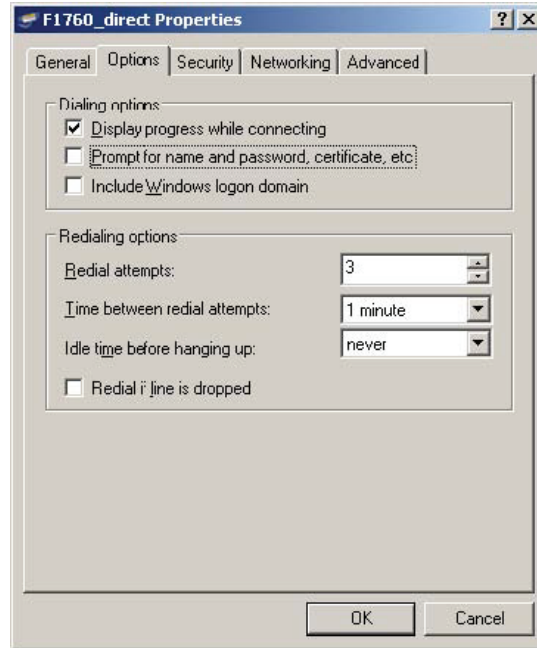 F1760_direct Properties
General Options Security Networking Advanced
Dialing options
Display progress while connecting
Prompt for name and password, certificate, etc
Include Windows logon domain
Redialing options
Redial attempts: 3
Time between redial attempts: 1 minute
Idle time before hanging up: never
Redial if line is dropped
OK Cancel